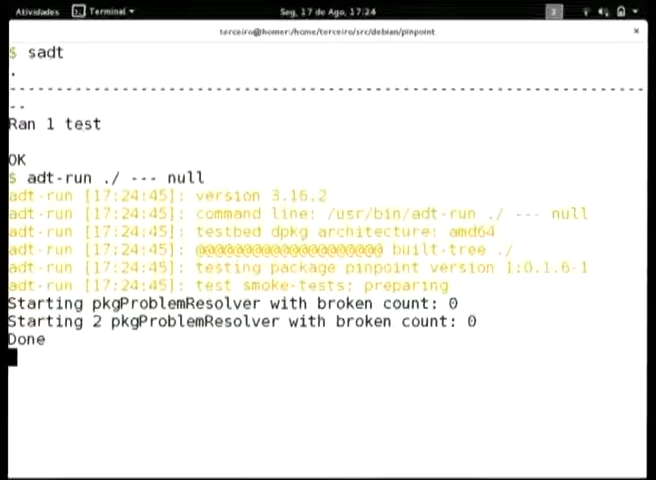 Atividades Terminal Seg, 17 de Ago, 17:24
terceiro@homer:/home/terceiro/src/debian/pinpoint
$ sadt
.
----------------------------------------------------------------------
--
Ran 1 test
OK
$ adt-run ./ --- null
adt-run [17:24:45]: version 3.16.2
adt-run [17:24:45]: command line: /usr/bin/adt-run ./ --- null
adt-run [17:24:45]: testbed dpkg architecture: amd64
adt-run [17:24:45]: @@@@@@@@@@@@@@@@@@@@ built-tree ./
adt-run [17:24:45]: testing package pinpoint version 1:0.1.6-1
adt-run [17:24:45]: test smoke-tests: preparing
Starting pkgProblemResolver with broken count: 0
Starting 2 pkgProblemResolver with broken count: 0
Done